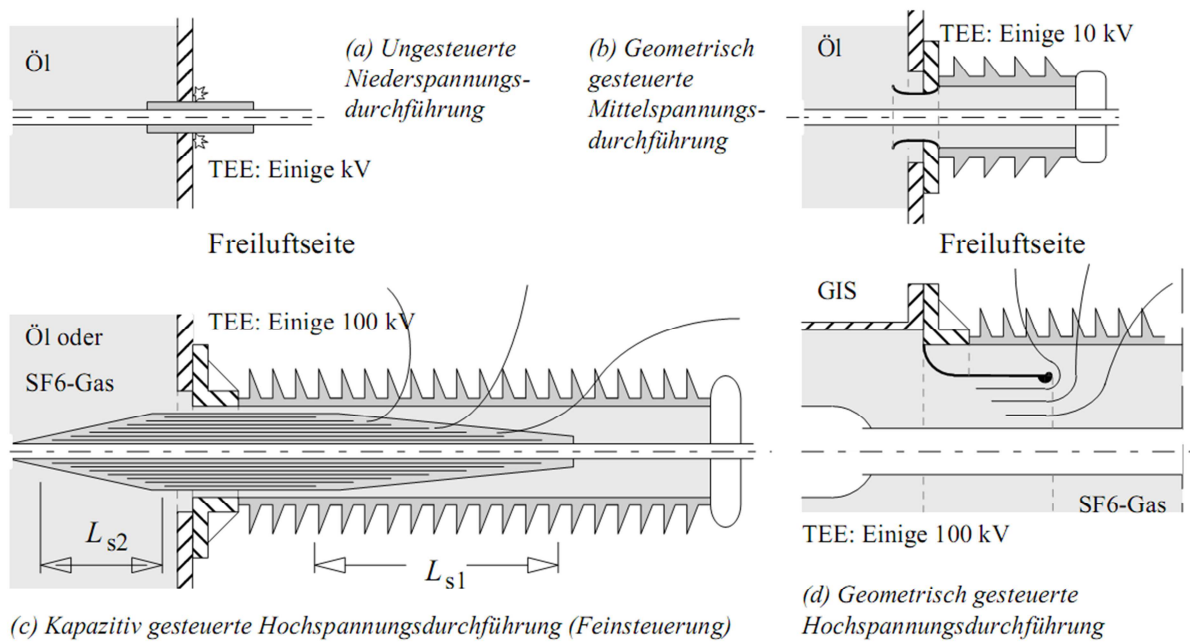 Öl
TEE: Einige kV
(a) Ungesteuerte
Niederspannungs-
durchführung
(b) Geometrisch
gesteuerte
Mittelspannungs-
durchführung
Öl
TEE: Einige 10 kV
Freiluftseite
Öl oder
SF6-Gas
TEE: Einige 100 kV
Ls2
Ls1
(c) Kapazitiv gesteuerte Hochspannungsdurchführung (Feinsteuerung)
Freiluftseite
GIS
SF6-Gas
TEE: Einige 100 kV
(d) Geometrisch gesteuerte
Hochspannungsdurchführung